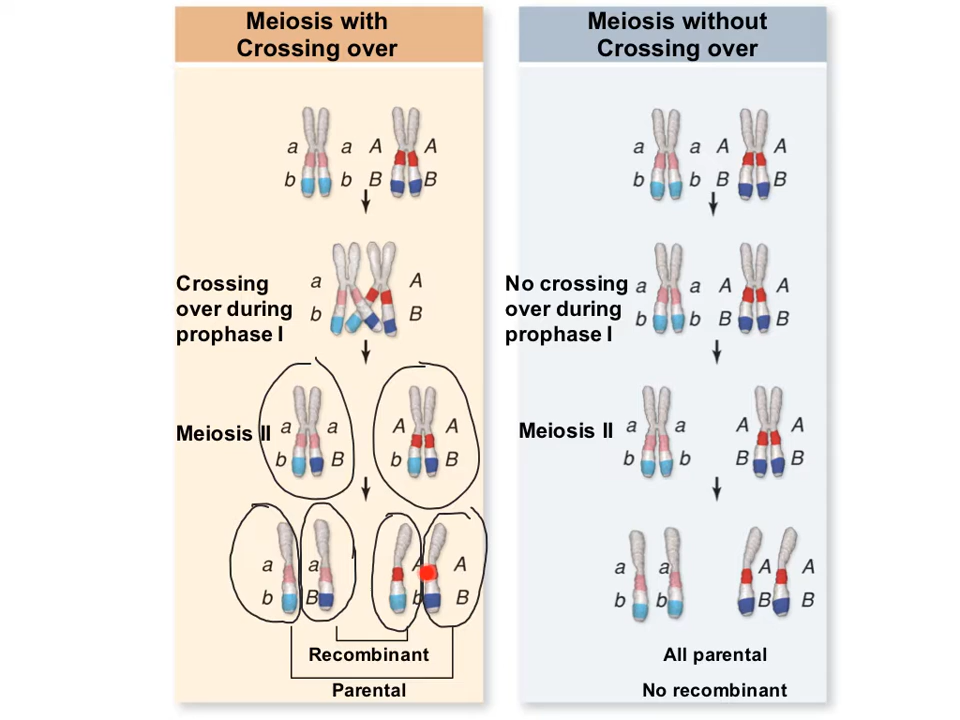 Meiosis with
Crossing over
a a A A
b b B B
Crossing
over during
prophase I
a A
b B
Meiosis II
a a A A
b B b B
a a A A
b B b B
Recombinant
Parental
Meiosis without
Crossing over
a a A A
b b B B
No crossing
over during
prophase I
a a A A
b b B B
Meiosis II
a a A A
b b B B
a a A A
b b B B
All parental
No recombinant